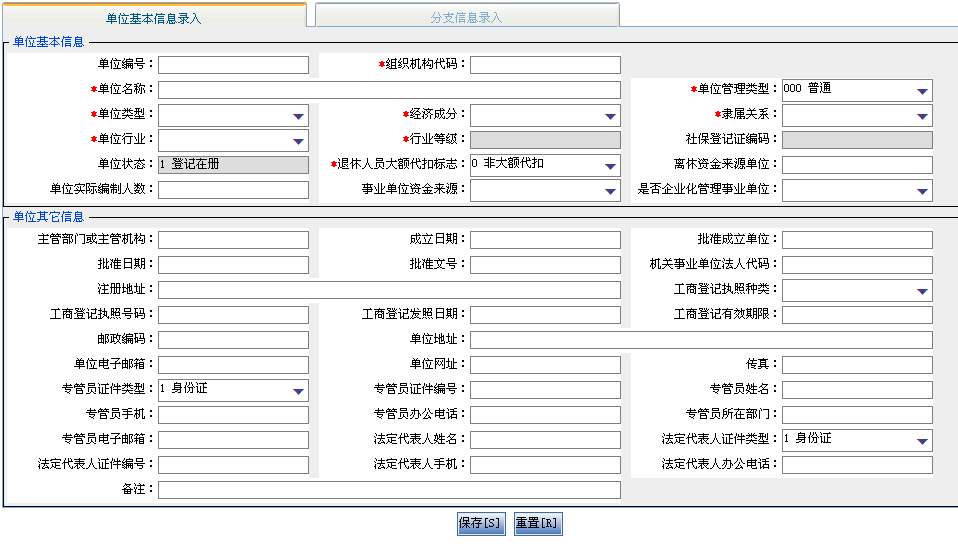 单位基本信息录入 分支信息录入
单位基本信息
单位编号： *组织机构代码：
*单位名称： *单位管理类型： 000 普通
*单位类型： *经济成分： *隶属关系：
*单位行业： *行业等级： 社保登记证编码：
单位状态： 1 登记在册 *退休人员大额代扣标志： 0 非大额代扣 离休资金来源单位：
单位实际编制人数： 事业单位资金来源： 是否企业化管理事业单位：
单位其它信息
主管部门或主管机构： 成立日期： 批准成立单位：
批准日期： 批准文号： 机关事业单位法人代码：
注册地址： 工商登记执照种类：
工商登记执照号码： 工商登记发照日期： 工商登记有效期限：
邮政编码： 单位地址：
单位电子邮箱： 单位网址： 传真：
专管员证件类型： 1 身份证 专管员证件编号： 专管员姓名：
专管员手机： 专管员办公电话： 专管员所在部门：
专管员电子邮箱： 法定代表人姓名： 法定代表人证件类型： 1 身份证
法定代表人证件编号： 法定代表人手机： 法定代表人办公电话：
备注：
保存[S] 重置[R]